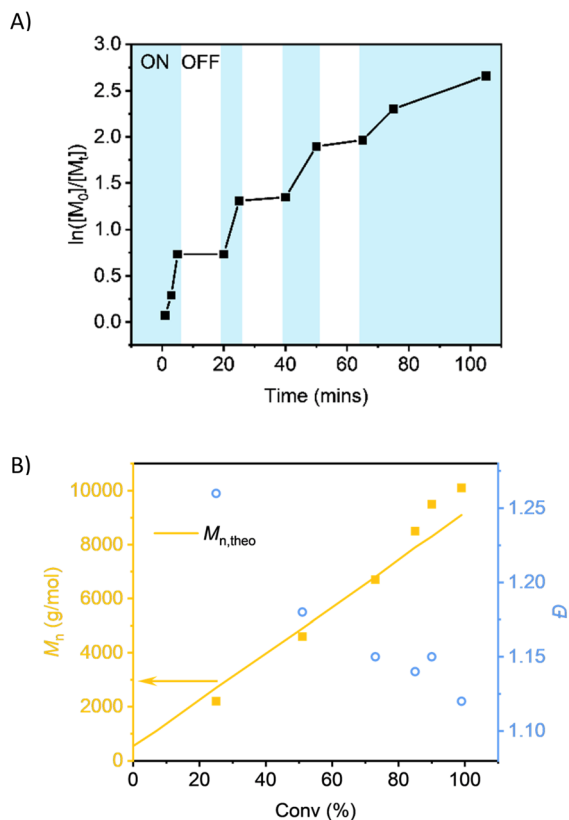 A)
ON OFF
3.0
2.5
2.0
1.5
1.0
0.5
0.0
ln([M0]/[Mt])
0 20 40 60 80 100
Time (mins)
B)
10000
8000
6000
4000
2000
0
Mn (g/mol)
Mn,theo
1.25
1.20
1.15
1.10
Đ
0 20 40 60 80 100
Conv (%)